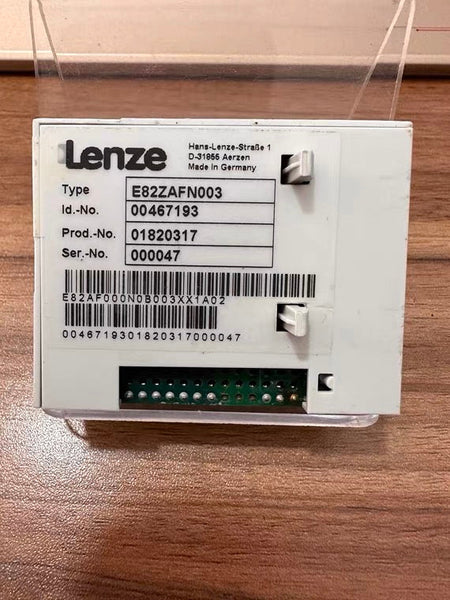 Lenze
Hans-Lenze-Straße 1
D-31855 Aerzen
Made in Germany
Type E82ZAFN003
Id.-No. 00467193
Prod.-No. 01820317
Ser.-No. 000047
E82AF000N0B003XX1A02
0046719301820317000047